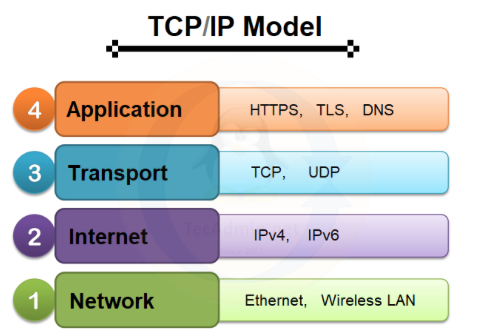 TCP/IP Model
4 Application HTTPS, TLS, DNS
3 Transport TCP, UDP
2 Internet IPv4, IPv6
1 Network Ethernet, Wireless LAN